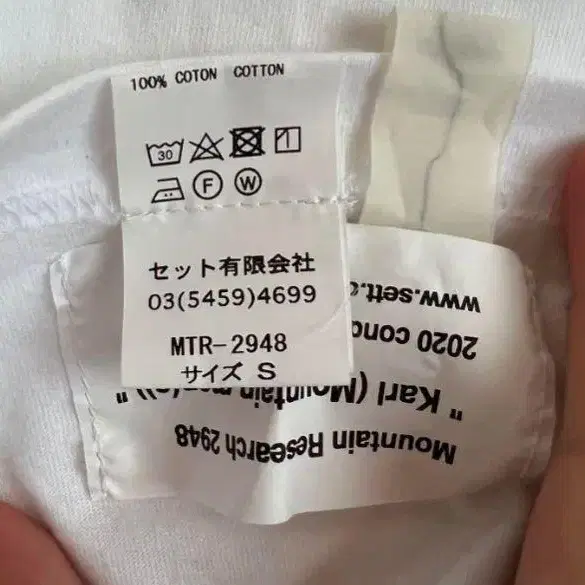 100% COTON COTTON
30
F W
セット有限会社
03(5459)4699
MTR-2948
サイズ S
Mountain Research 2948
" Karl (Mountain
2020
www.sett.